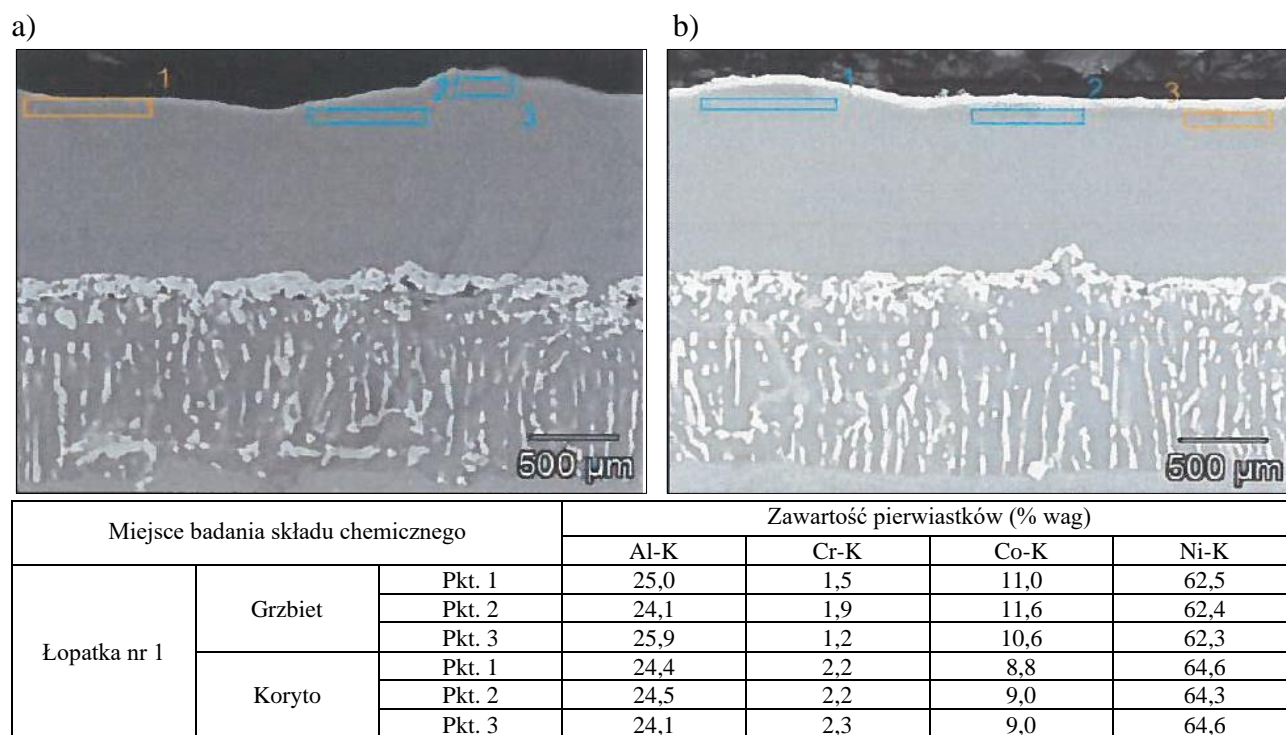 a)
b)
1
2
3
500 µm
1
2
3
500 µm
Miejsce badania składu chemicznego
Zawartość pierwiastków (% wag)
Al-K Cr-K Co-K Ni-K
Łopatka nr 1
Grzbiet
Pkt. 1 25,0 1,5 11,0 62,5
Pkt. 2 24,1 1,9 11,6 62,4
Pkt. 3 25,9 1,2 10,6 62,3
Koryto
Pkt. 1 24,4 2,2 8,8 64,6
Pkt. 2 24,5 2,2 9,0 64,3
Pkt. 3 24,1 2,3 9,0 64,6